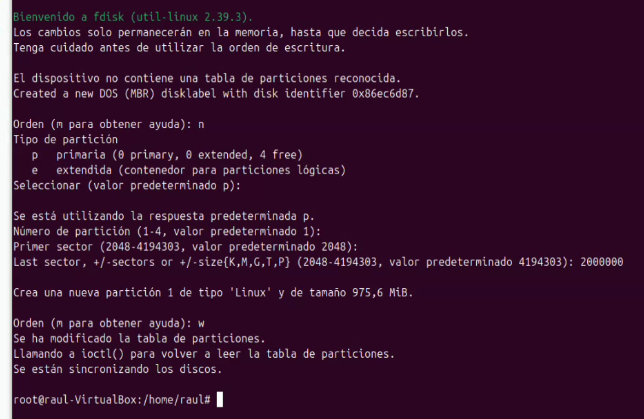 Bienvenido a fdisk (util-linux 2.39.3).
Los cambios solo permanecerán en la memoria, hasta que decida escribirlos.
Tenga cuidado antes de utilizar la orden de escritura.
El dispositivo no contiene una tabla de particiones reconocida.
Created a new DOS (MBR) disklabel with disk identifier 0x86ec6d87.
Orden (m para obtener ayuda): n
Tipo de partición
p primaria (0 primary, 0 extended, 4 free)
e extendida (contenedor para particiones lógicas)
Seleccionar (valor predeterminado p):
Se está utilizando la respuesta predeterminada p.
Número de partición (1-4, valor predeterminado 1):
Primer sector (2048-4194303, valor predeterminado 2048):
Last sector, +/-sectors or +/-size{K,M,G,T,P} (2048-4194303, valor predeterminado 4194303): 2000000
Crea una nueva partición 1 de tipo 'Linux' y de tamaño 975,6 MiB.
Orden (m para obtener ayuda): w
Se ha modificado la tabla de particiones.
Llamando a ioctl() para volver a leer la tabla de particiones.
Se están sincronizando los discos.
root@raul-VirtualBox:/home/raul#